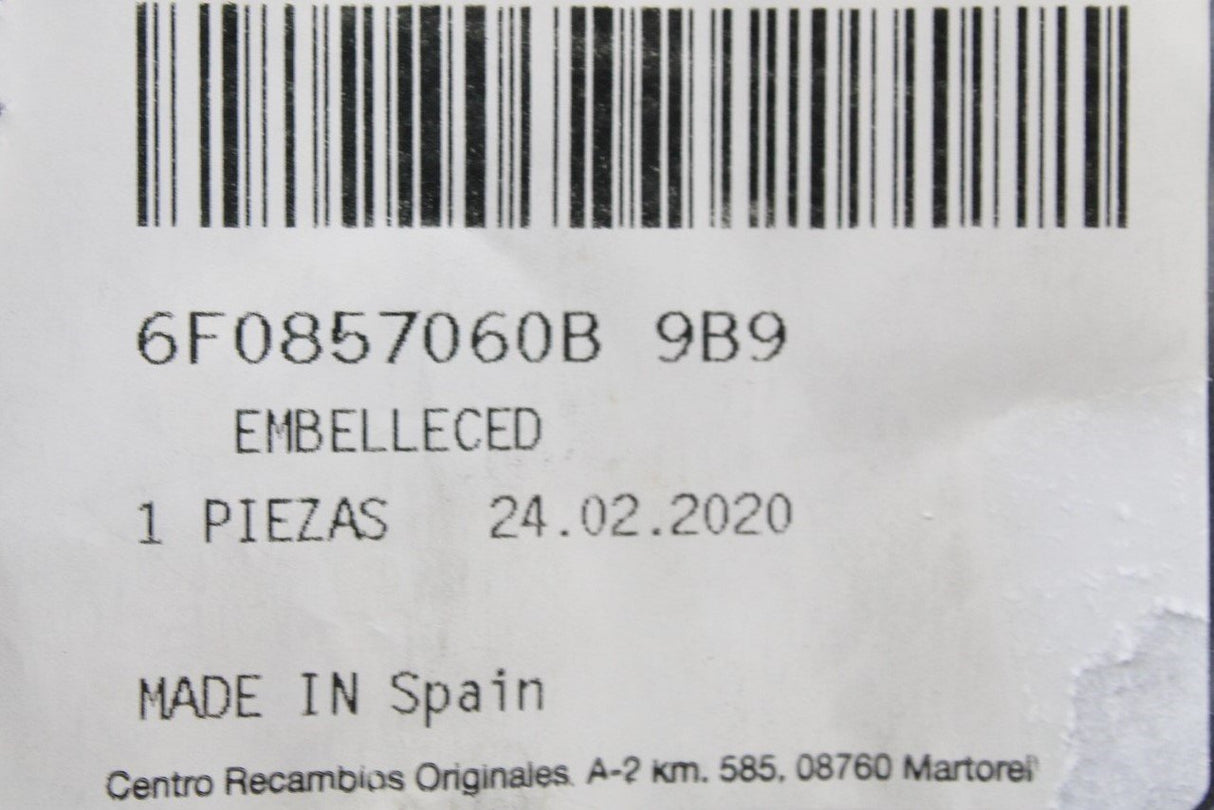 6F0857060B 9B9
EMBELLECED
1 PIEZAS 24.02.2020
MADE IN Spain
Centro Recambios Originales. A-2 km. 585, 08760 Martorell